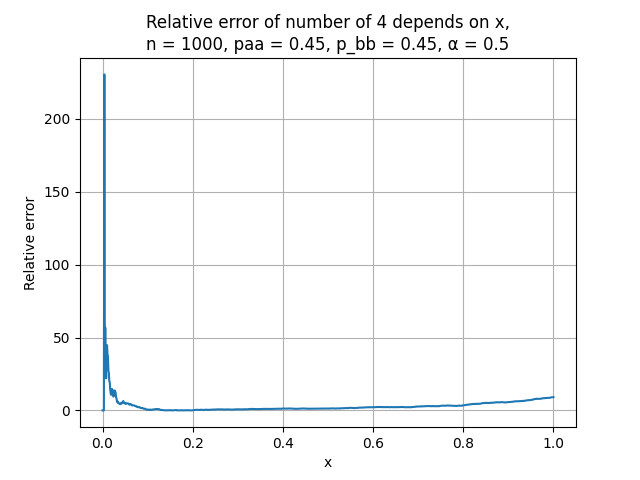 Relative error of number of 4 depends on x,
n = 1000, paa = 0.45, p_bb = 0.45, α = 0.5
200
150
100
50
0
Relative error
0.0 0.2 0.4 0.6 0.8 1.0
x